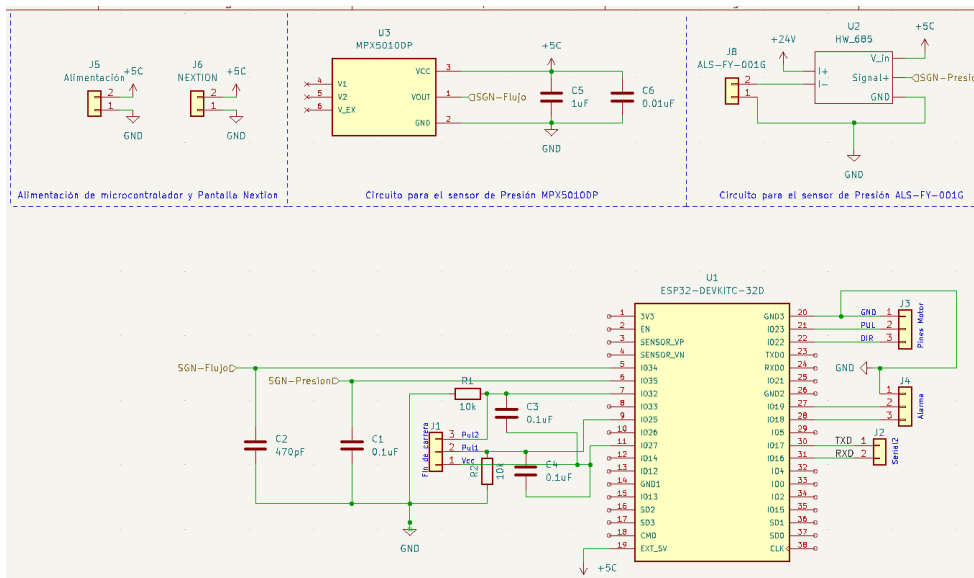 U3
MPX5010DP
U2
HW_685
+5C
+24V
J8
ALS-FY-001G
J5
Alimentación
+5C
J6
NEXTION
+5C
+5C
2
1
GND
2
1
GND
4 V1
5 V2
6 V_EX
VCC 3
VOUT 1
GND 2
SGN-Flujo
C5
1uF
C6
0.01uF
GND
2
1
I+
I-
V_in
Signal+
GND
SGN-Presio
GND
Alimentación de microcontrolador y Pantalla Nextion
Circuito para el sensor de Presión MPX5010DP
Circuito para el sensor de Presión ALS-FY-001G
U1
ESP32-DEVKITC-32D
1 3V3
2 EN
3 SENSOR_VP
4 SENSOR_VN
5 IO34
6 IO35
7 IO32
8 IO33
9 IO25
10 IO26
11 IO27
12 IO14
13 IO12
14 GND1
15 IO13
16 SD2
17 SD3
18 CMD
19 EXT_5V
GND3 20
IO23 21
IO22 22
TXD0 23
RXD0 24
IO21 25
GND2 26
IO19 27
IO18 28
IO5 29
IO17 30
IO16 31
IO4 32
IO0 33
IO2 34
IO15 35
SD1 36
SD0 37
CLK 38
SGN-Flujo
SGN-Presion
R1
10k
C3
0.1uF
J1
Fin de carrera
3 Pul2
2 Pul1
1 Vcc
R2
10k
C4
0.1uF
C2
470pF
C1
0.1uF
GND
+5C
J3
Pines Motor
GND 1
PUL 2
DIR 3
GND
J4
Alarma
1
2
3
J2
Serial2
TXD 1
RXD 2